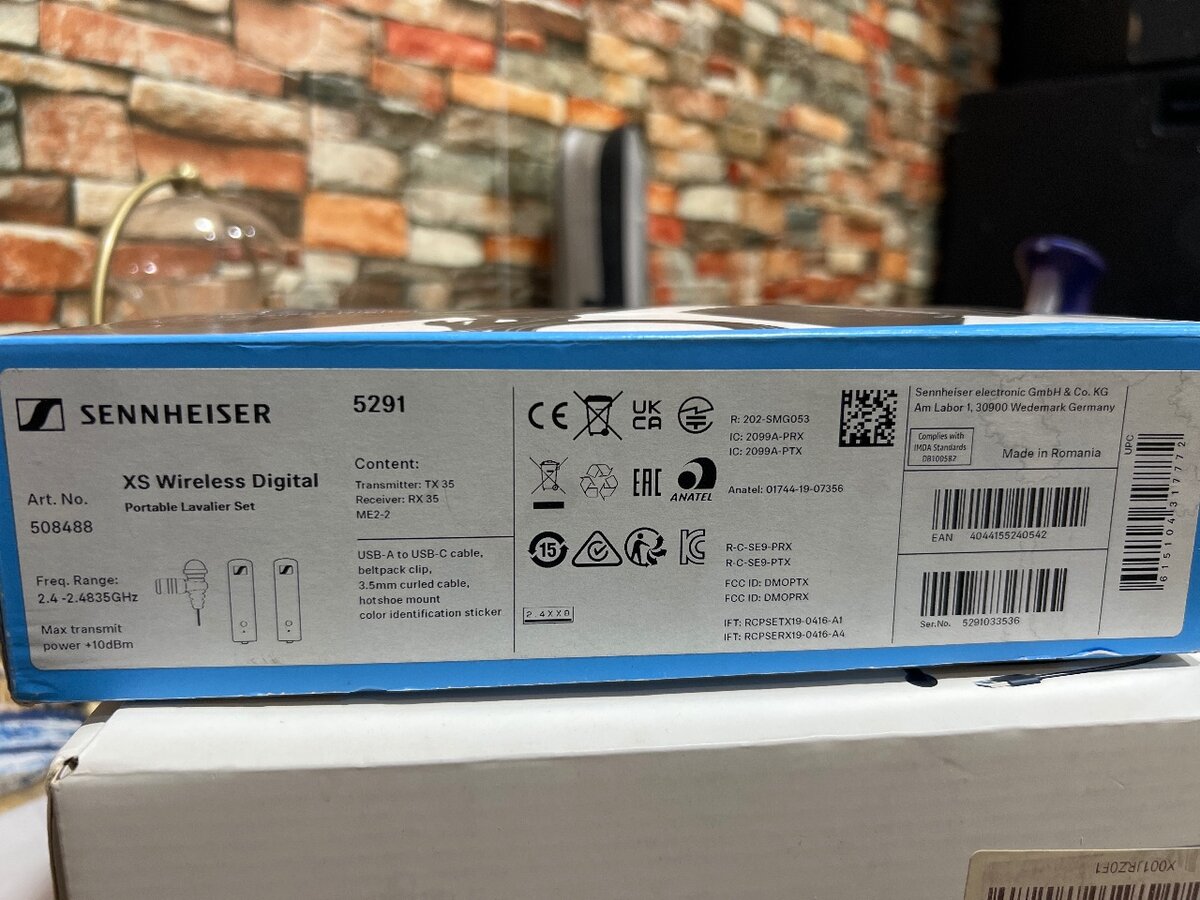 SENNHEISER
5291
Art. No.
508488
XS Wireless Digital
Portable Lavalier Set
Freq. Range:
2.4 -2.4835GHz
Max transmit
power +10dBm
Content:
Transmitter: TX 35
Receiver: RX 35
ME2-2
USB-A to USB-C cable,
beltpack clip,
3.5mm curled cable,
hotshoe mount
color identification sticker
CE
UK
CA
EAC
ANATEL
15
2.4XX0
R: 202-SMG053
IC: 2099A-PRX
IC: 2099A-PTX
Anatel: 01744-19-07356
R-C-SE9-PRX
R-C-SE9-PTX
FCC ID: DMOPTX
FCC ID: DMOPRX
IFT: RCPSETX19-0416-A1
IFT: RCPSERX19-0416-A4
Sennheiser electronic GmbH & Co. KG
Am Labor 1, 30900 Wedemark Germany
Complies with
IMDA Standards
DB100582
Made in Romania
EAN 4044155240542
Ser.No. 5291033536
UPC
615104317772
X001JRZ0F1